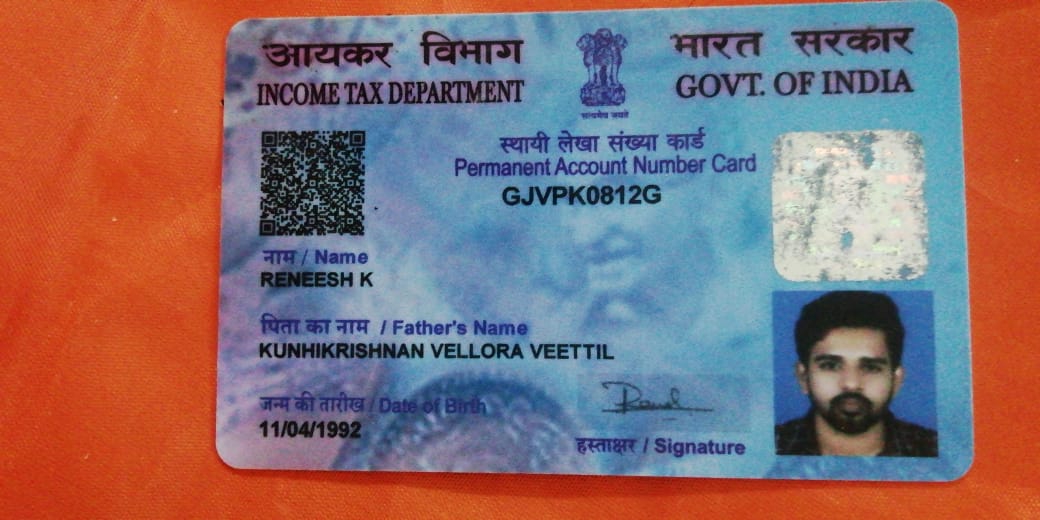 आयकर विभाग
INCOME TAX DEPARTMENT
सत्यमेव जयते
भारत सरकार
GOVT. OF INDIA
स्थायी लेखा संख्या कार्ड
Permanent Account Number Card
GJVPK0812G
नाम / Name
RENEESH K
पिता का नाम / Father's Name
KUNHIKRISHNAN VELLORA VEETTIL
जन्म की तारीख / Date of Birth
11/04/1992
हस्ताक्षर / Signature